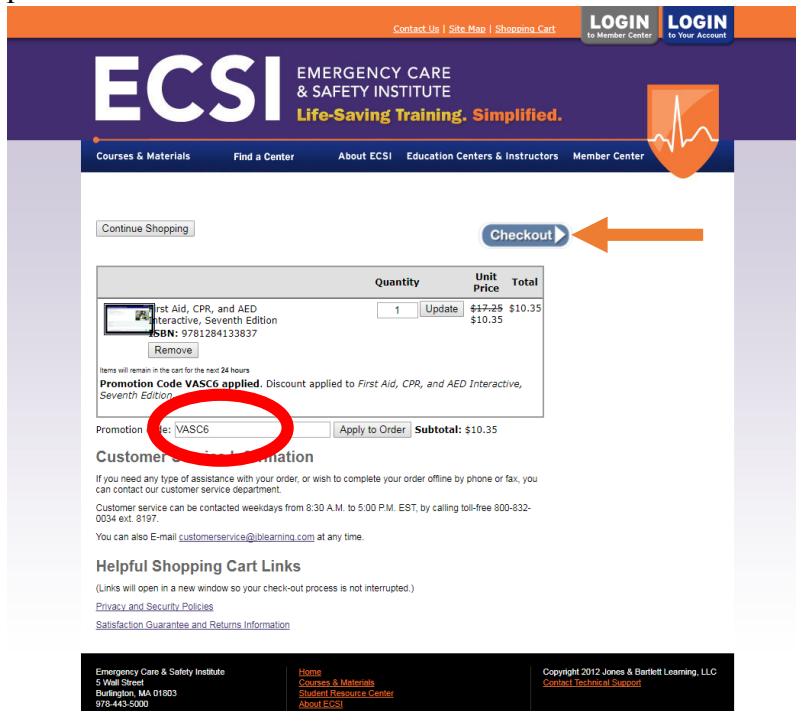 Contact Us | Site Map | Shopping Cart
LOGIN
to Member Center
LOGIN
to Your Account
ECSI
EMERGENCY CARE
& SAFETY INSTITUTE
Life-Saving Training. Simplified.
Courses & Materials Find a Center About ECSI Education Centers & Instructors Member Center
Continue Shopping
Checkout
Quantity Unit Price Total
First Aid, CPR, and AED 1 Update $17.25 $10.35
Interactive, Seventh Edition $10.35
ISBN: 9781284133837
Remove
Items will remain in the cart for the next 24 hours
Promotion Code VASC6 applied. Discount applied to First Aid, CPR, and AED Interactive,
Seventh Edition.
Promotion Code: VASC6 Apply to Order Subtotal: $10.35
Customer Service Information
If you need any type of assistance with your order, or wish to complete your order offline by phone or fax, you
can contact our customer service department.
Customer service can be contacted weekdays from 8:30 A.M. to 5:00 P.M. EST, by calling toll-free 800-832-
0034 ext. 8197.
You can also E-mail customerservice@jblearning.com at any time.
Helpful Shopping Cart Links
(Links will open in a new window so your check-out process is not interrupted.)
Privacy and Security Policies
Satisfaction Guarantee and Returns Information
Emergency Care & Safety Institute
5 Wall Street
Burlington, MA 01803
978-443-5000
Home
Courses & Materials
Student Resource Center
About ECSI
Copyright 2012 Jones & Bartlett Learning, LLC
Contact Technical Support